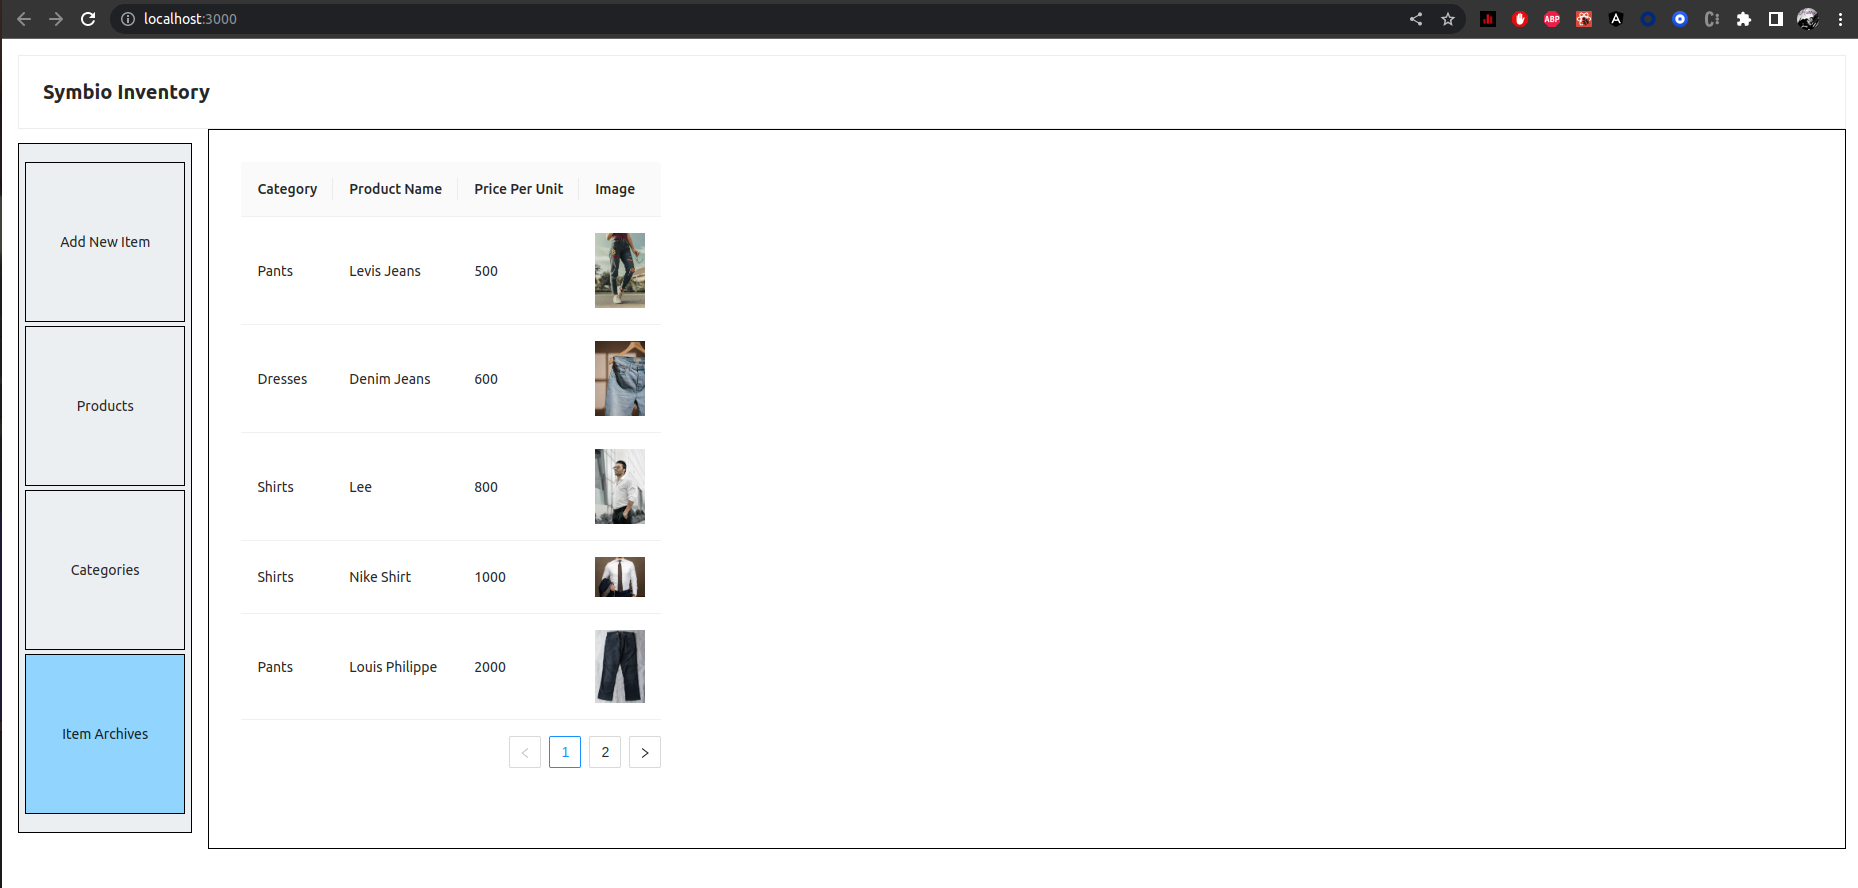 localhost:3000
ABP
Symbio Inventory
Add New Item
Products
Categories
Item Archives
Category Product Name Price Per Unit Image
Pants Levis Jeans 500
Dresses Denim Jeans 600
Shirts Lee 800
Shirts Nike Shirt 1000
Pants Louis Philippe 2000
< 1 2 >